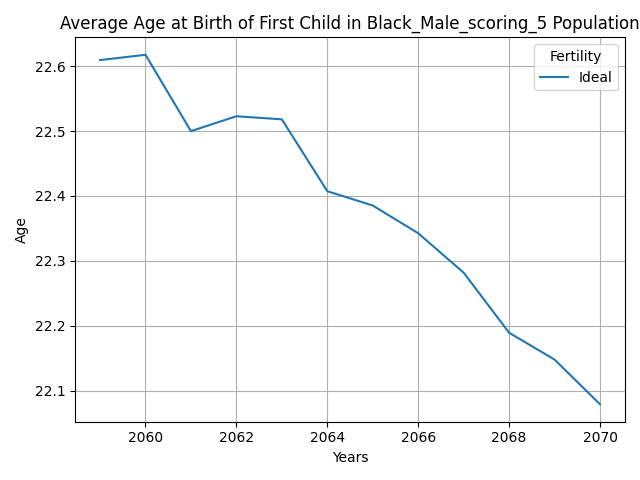 Average Age at Birth of First Child in Black_Male_scoring_5 Population
Fertility
Ideal
22.6
22.5
22.4
22.3
22.2
22.1
Age
2060 2062 2064 2066 2068 2070
Years